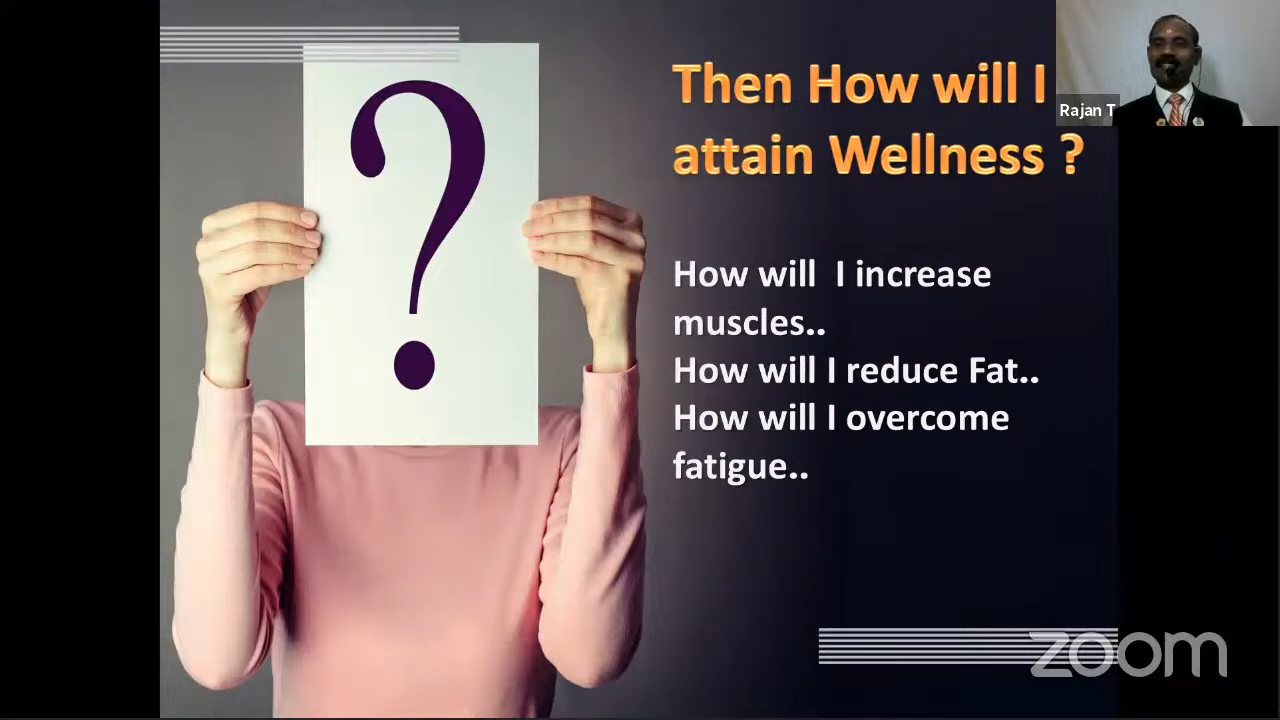 Then How will I
attain Wellness ?
Rajan T
How will I increase
muscles..
How will I reduce Fat..
How will I overcome
fatigue..
?
zoom